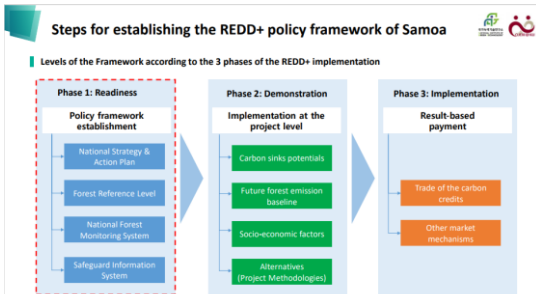 Steps for establishing the REDD+ policy framework of Samoa
Levels of the Framework according to the 3 phases of the REDD+ implementation
Phase 1: Readiness
Policy framework
establishment
National Strategy &
Action Plan
Forest Reference Level
National Forest
Monitoring System
Safeguard Information
System
Phase 2: Demonstration
Implementation at the
project level
Carbon sinks potentials
Future forest emission
baseline
Socio-economic factors
Alternatives
(Project Methodologies)
Phase 3: Implementation
Result-based
payment
Trade of the carbon
credits
Other market
mechanisms